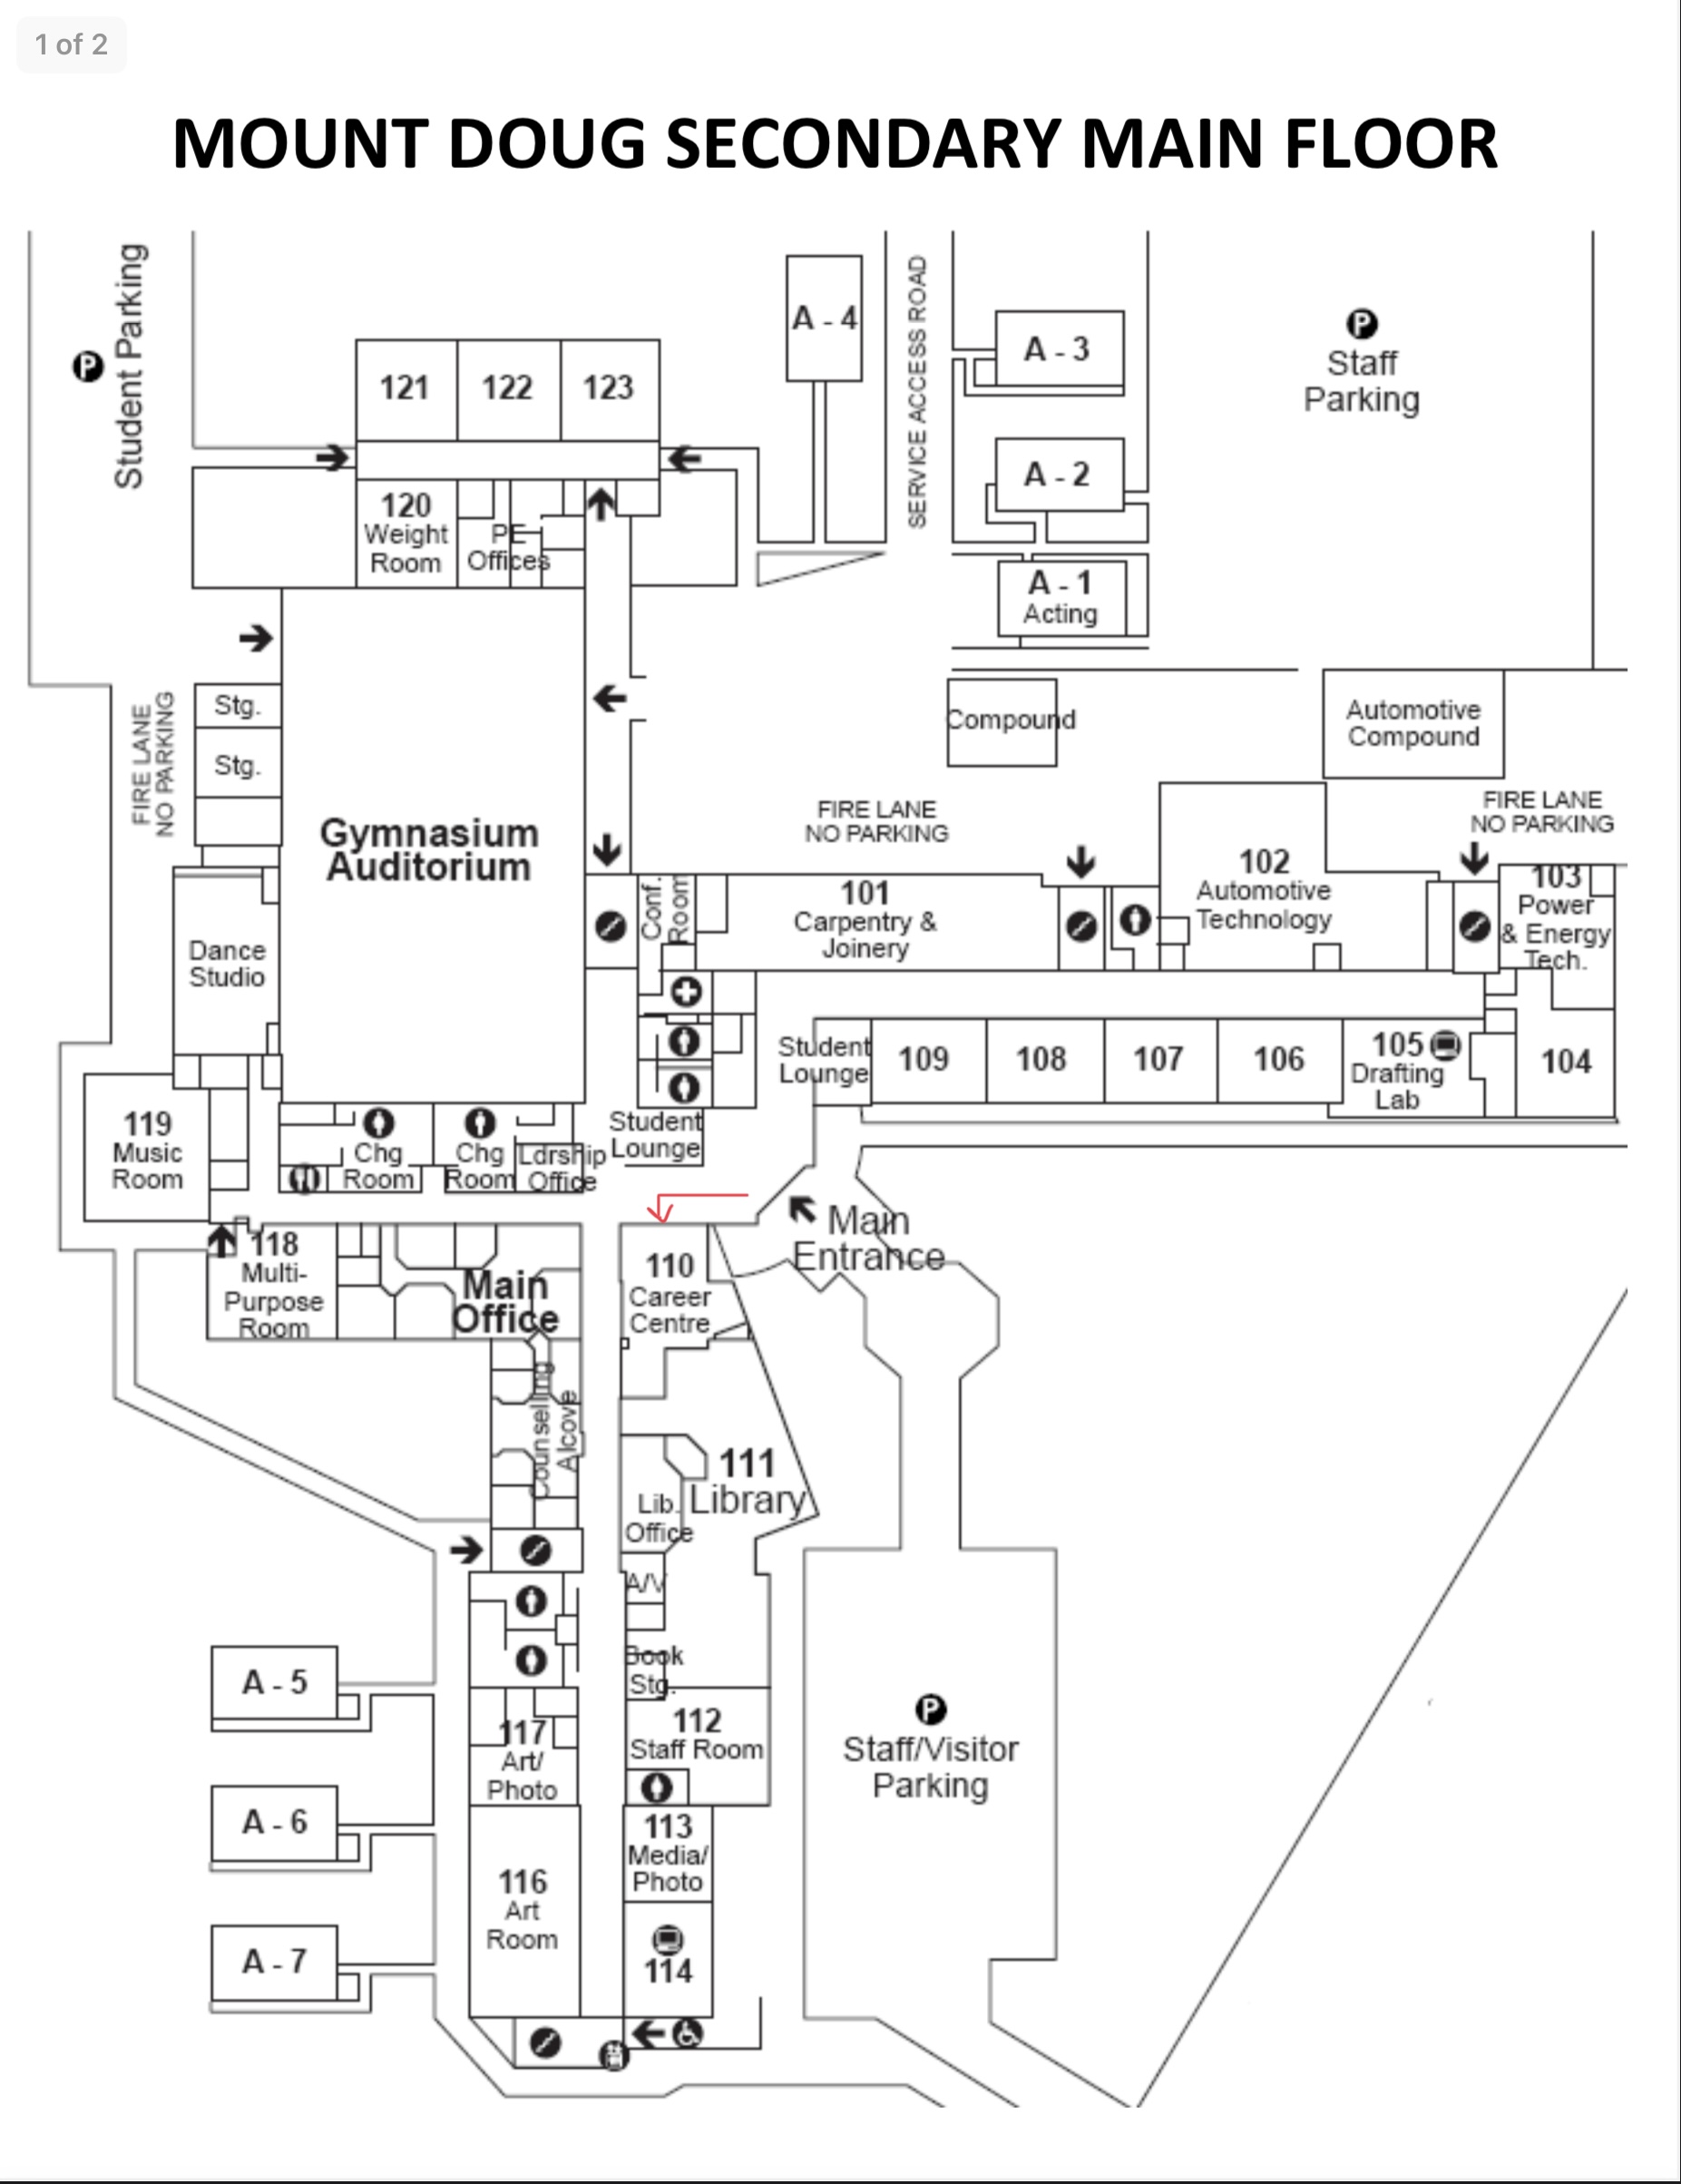 1 of 2
MOUNT DOUG SECONDARY MAIN FLOOR
Student Parking
P
A - 4
SERVICE ACCESS ROAD
A - 3
P
Staff
Parking
121
122
123
A - 2
120
Weight
Room
PE
Offices
A - 1
Acting
Stg.
Stg.
FIRE LANE
NO PARKING
Compound
Automotive
Compound
Gymnasium
Auditorium
FIRE LANE
NO PARKING
FIRE LANE
NO PARKING
Conf.
Room
101
Carpentry &
Joinery
102
Automotive
Technology
103
Power
& Energy
Tech.
Dance
Studio
Student
Lounge
109
108
107
106
105
Drafting
Lab
104
119
Music
Room
Chg
Room
Chg
Room
Ldrship
Office
Student
Lounge
Main
Entrance
118
Multi-
Purpose
Room
Main
Office
110
Career
Centre
Counselling
Alcove
111
Library
Lib.
Office
A/V
Book
Stg.
A - 5
117
Art/
Photo
112
Staff Room
P
Staff/Visitor
Parking
A - 6
113
Media/
Photo
116
Art
Room
A - 7
114